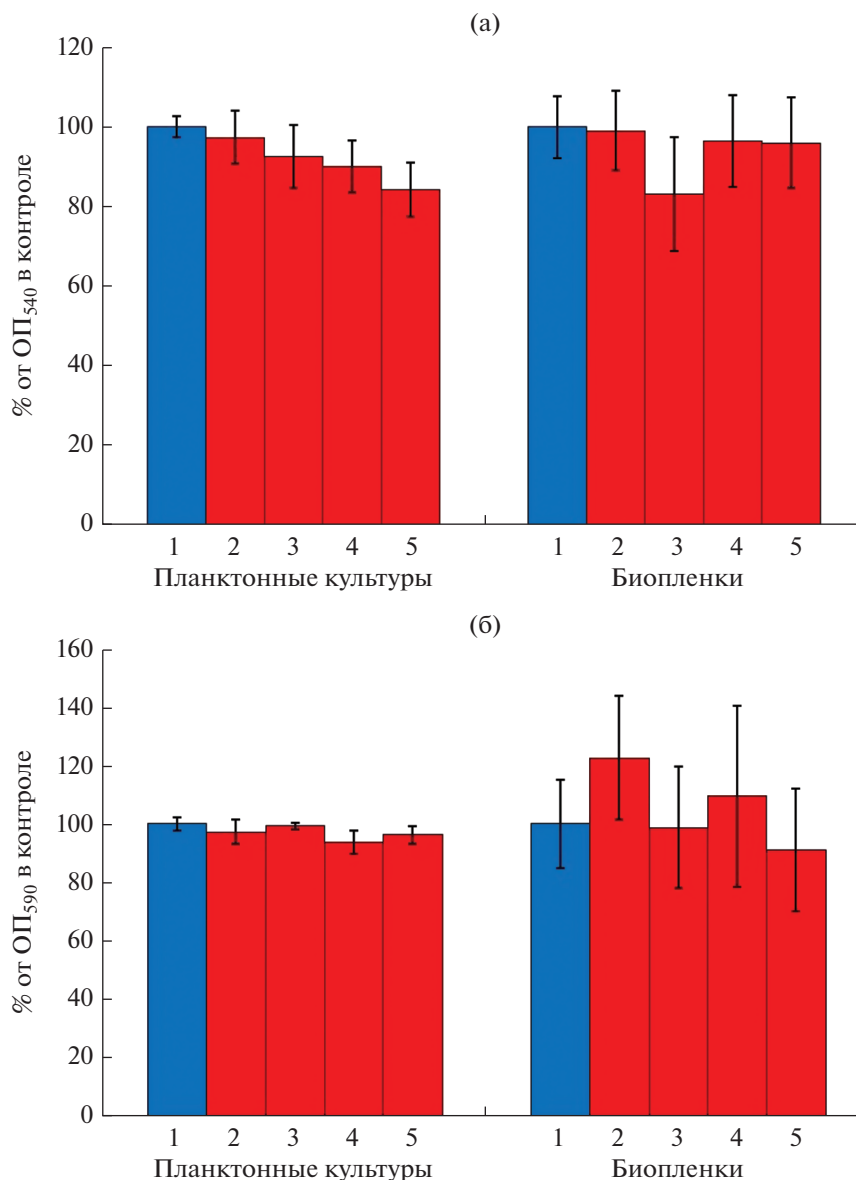 (а)
% от ОП540 в контроле
120
100
80
60
40
20
0
1 2 3 4 5 1 2 3 4 5
Планктонные культуры Биопленки
(б)
% от ОП590 в контроле
160
140
120
100
80
60
40
20
0
1 2 3 4 5 1 2 3 4 5
Планктонные культуры Биопленки